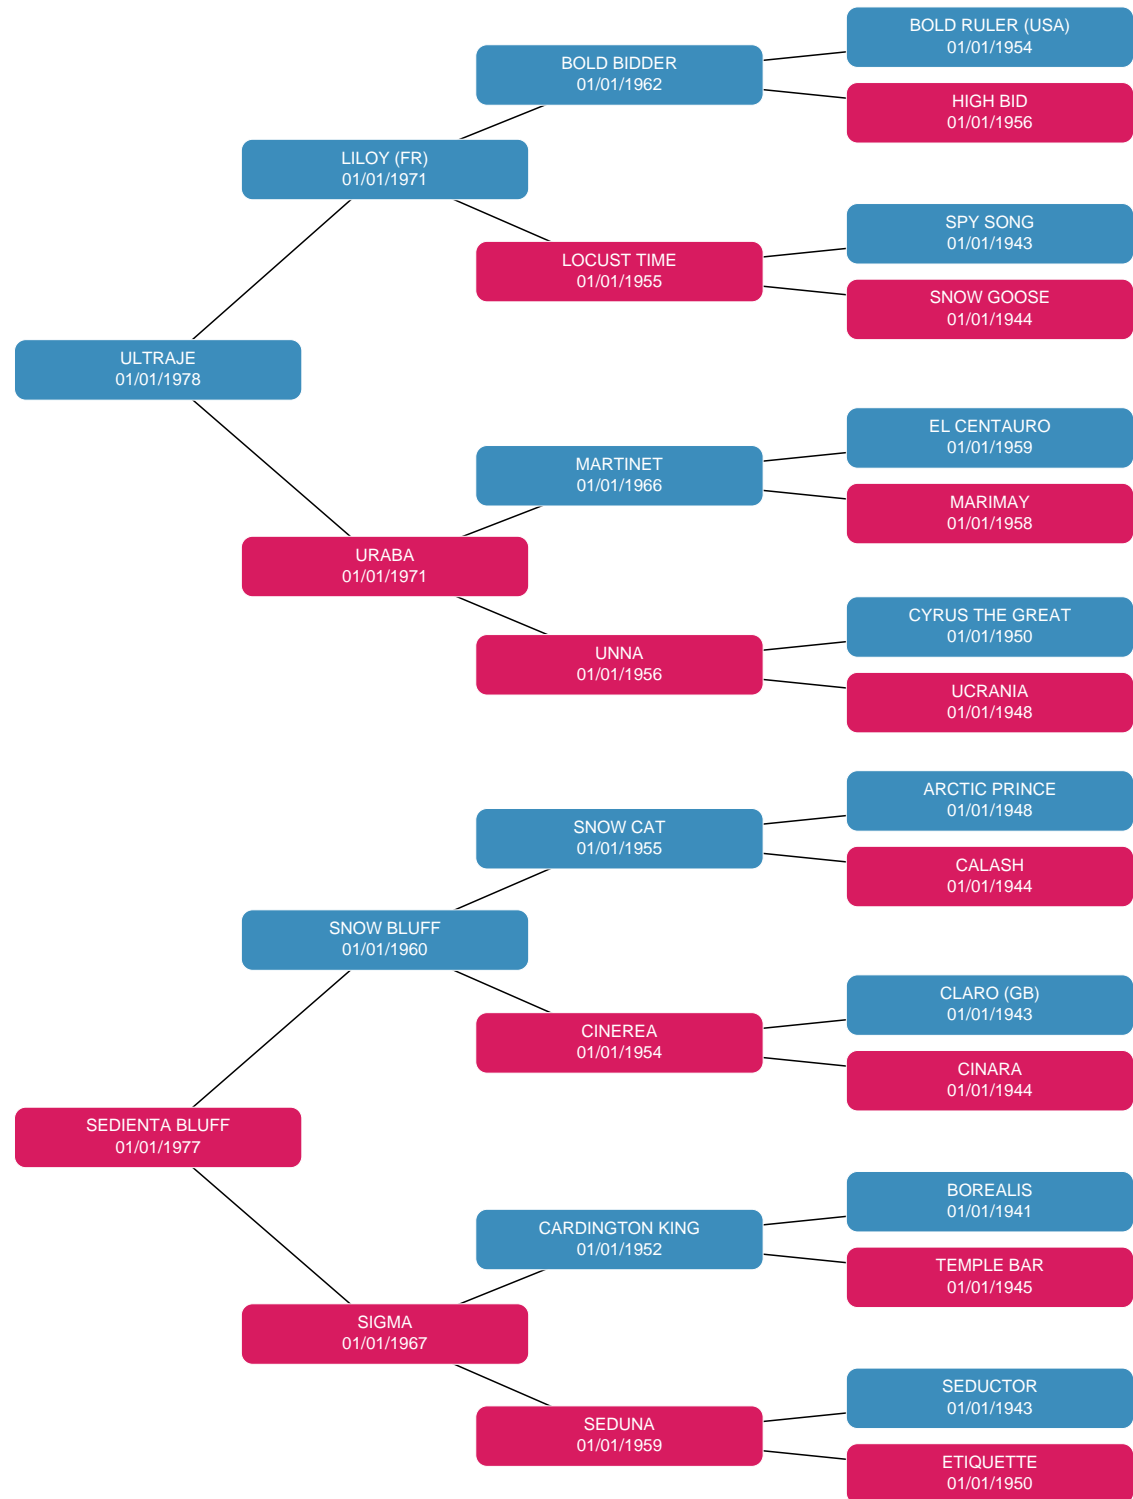 BOLD RULER (USA)
01/01/1954
BOLD BIDDER
01/01/1962
HIGH BID
01/01/1956
LILOY (FR)
01/01/1971
SPY SONG
01/01/1943
LOCUST TIME
01/01/1955
SNOW GOOSE
01/01/1944
ULTRAJE
01/01/1978
EL CENTAURO
01/01/1959
MARTINET
01/01/1966
MARIMAY
01/01/1958
URABA
01/01/1971
CYRUS THE GREAT
01/01/1950
UNNA
01/01/1956
UCRANIA
01/01/1948
ARCTIC PRINCE
01/01/1948
SNOW CAT
01/01/1955
CALASH
01/01/1944
SNOW BLUFF
01/01/1960
CLARO (GB)
01/01/1943
CINEREA
01/01/1954
CINARA
01/01/1944
SEDIENTA BLUFF
01/01/1977
BOREALIS
01/01/1941
CARDINGTON KING
01/01/1952
TEMPLE BAR
01/01/1945
SIGMA
01/01/1967
SEDUCTOR
01/01/1943
SEDUNA
01/01/1959
ETIQUETTE
01/01/1950